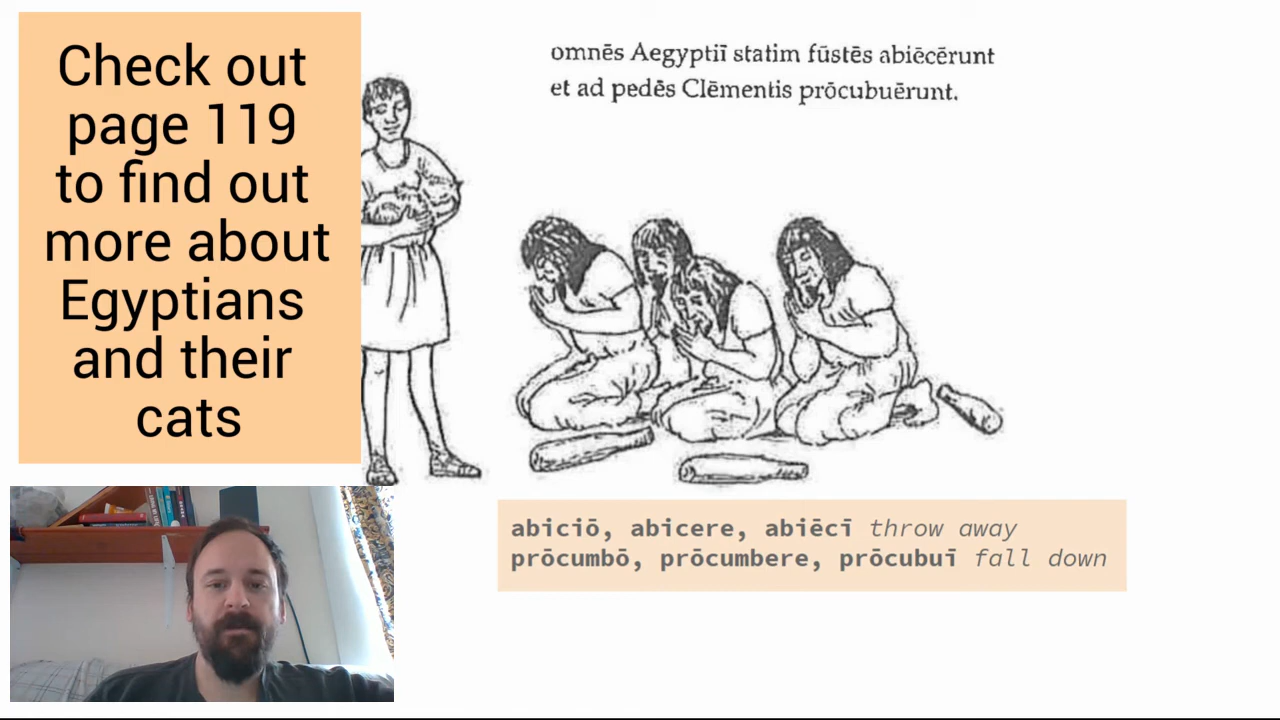 Check out
page 119
to find out
more about
Egyptians
and their
cats
omnēs Aegyptiī statim fūstēs abiēcērunt
et ad pedēs Clēmentis prōcubuērunt.
abiciō, abicere, abiēcī throw away
prōcumbō, prōcumbere, prōcubuī fall down